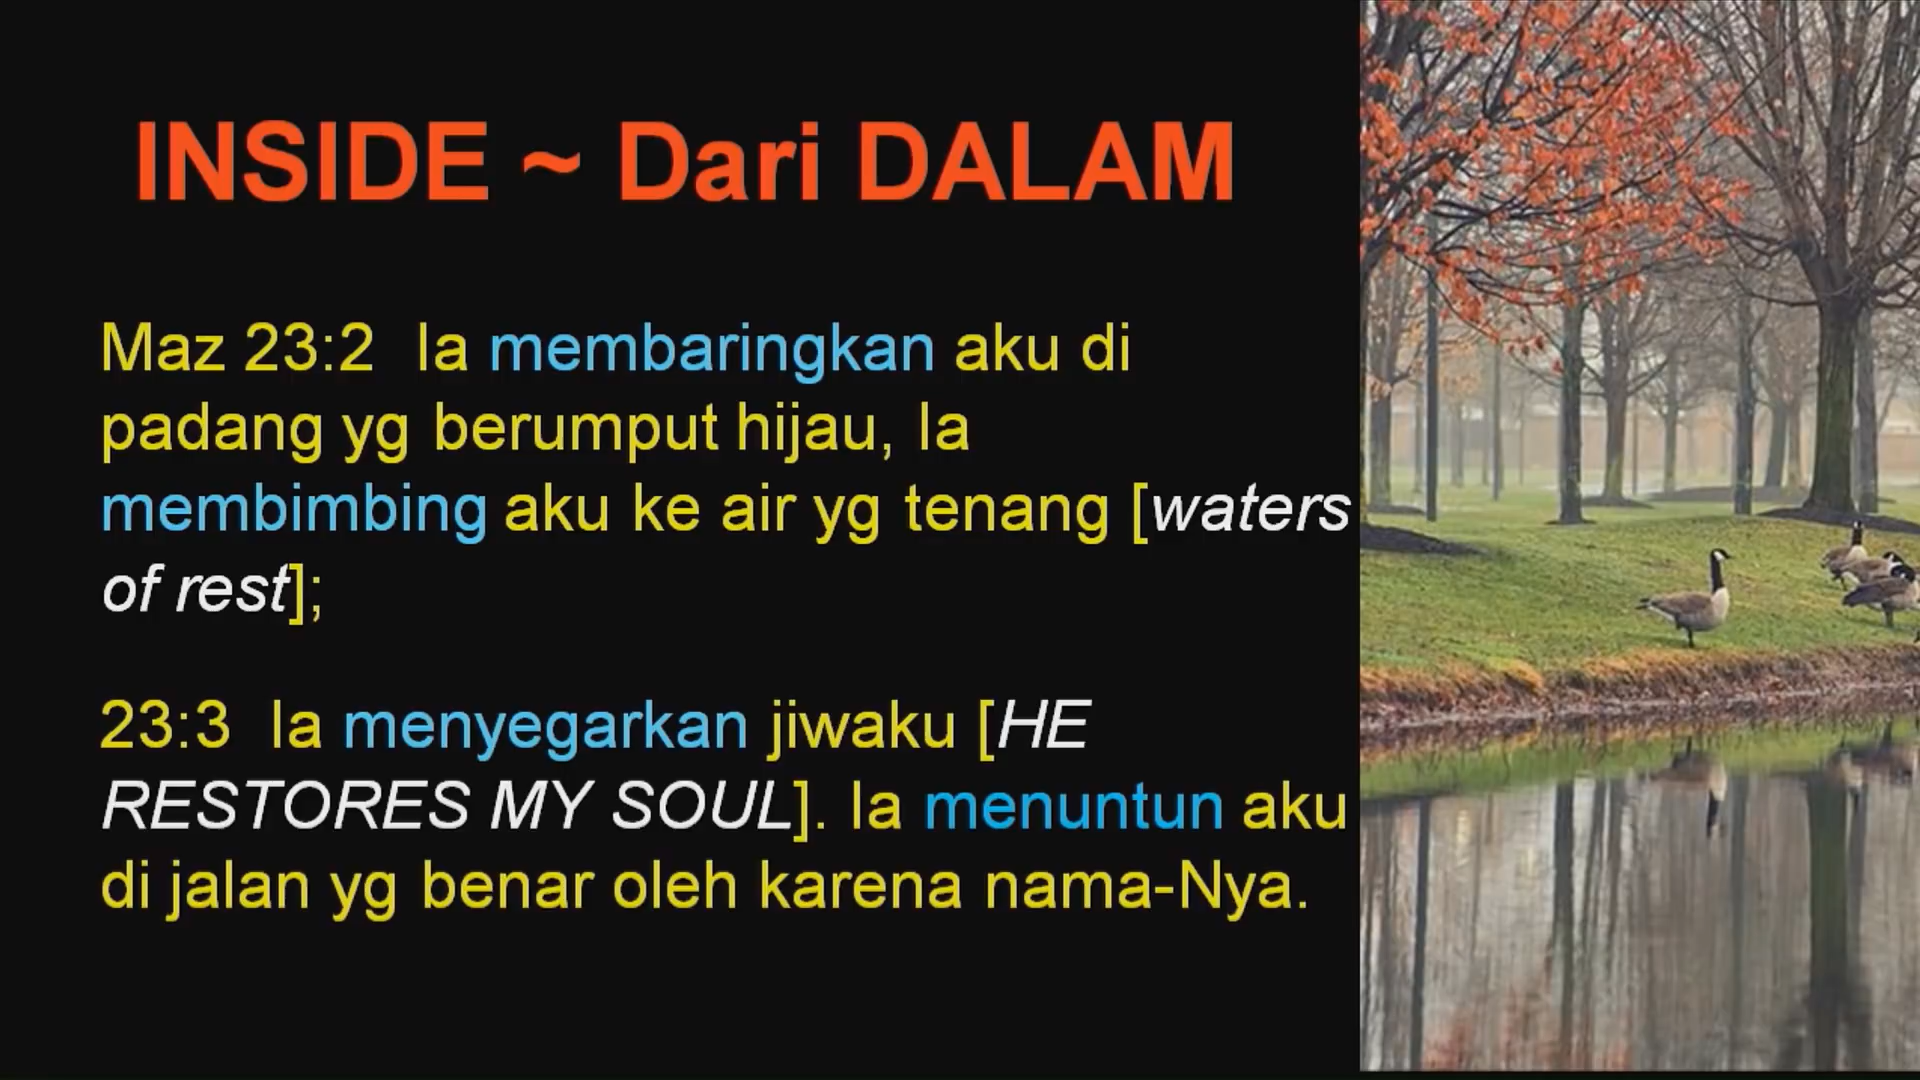 INSIDE ~ Dari DALAM
Maz 23:2  Ia membaringkan aku di
padang yg berumput hijau, Ia
membimbing aku ke air yg tenang [waters
of rest];
23:3  Ia menyegarkan jiwaku [HE
RESTORES MY SOUL]. Ia menuntun aku
di jalan yg benar oleh karena nama-Nya.